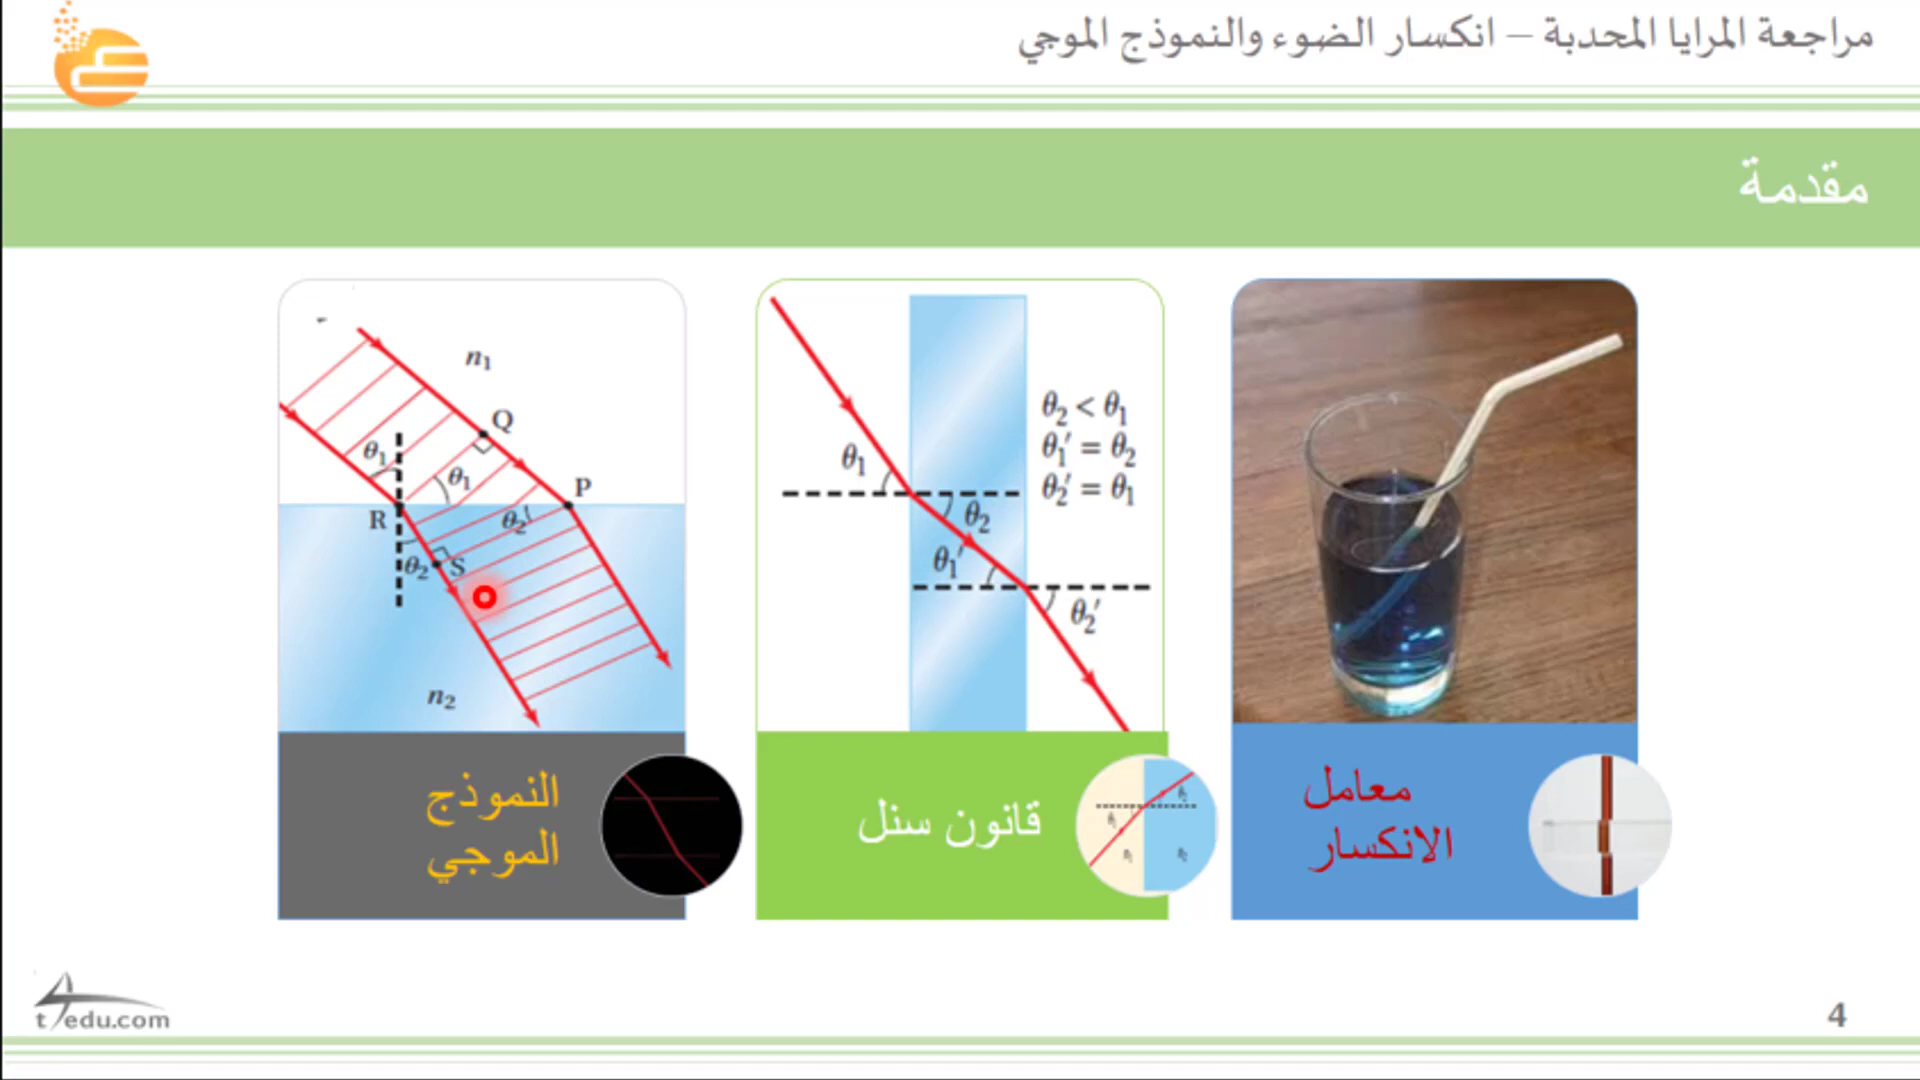 مراجعة المرايا المحدبة – انكسار الضوء والنموذج الموجي
مقدمة
θ₂ < θ₁
θ₁′ = θ₂
θ₂′ = θ₁
θ₁
θ₂
θ₁′
θ₂′
n₁
Q
θ₁
θ₁
P
R
θ₂
θ₂
S
n₂
معامل
الانكسار
قانون سنل
النموذج
الموجي
t4edu.com
4